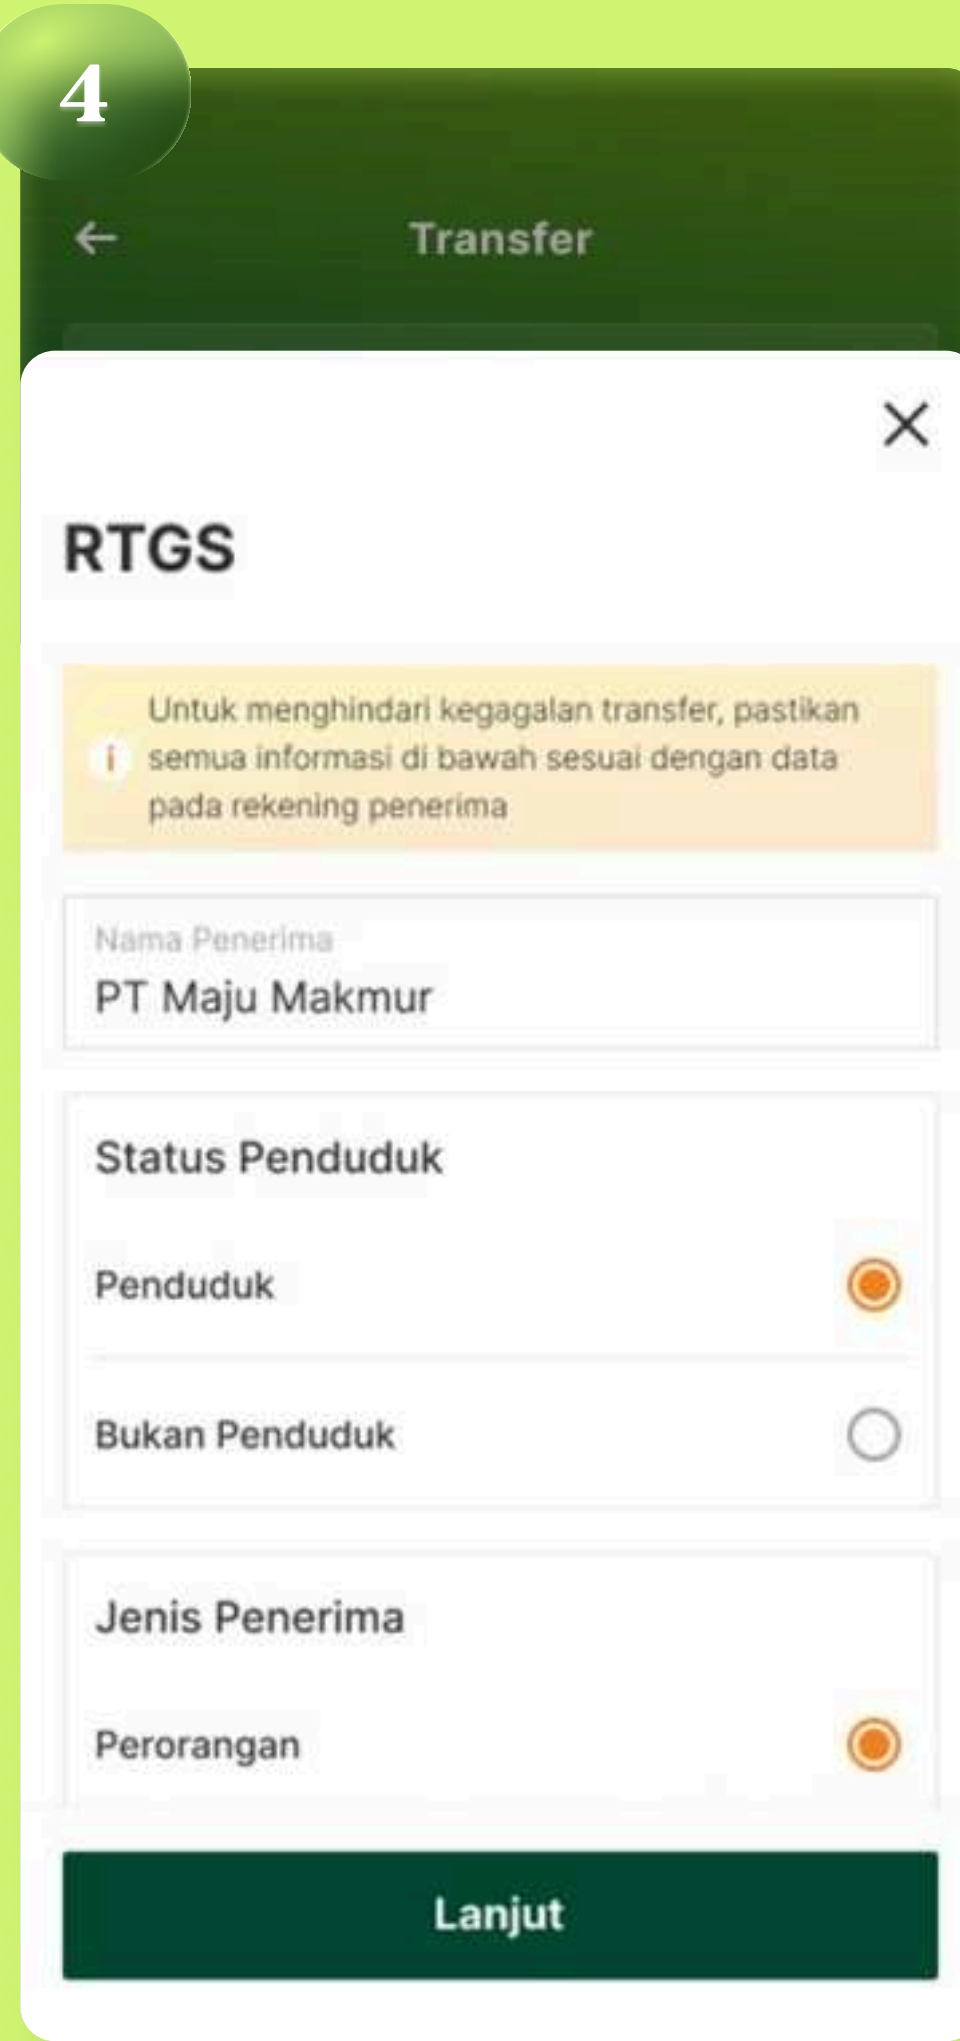 4
Transfer
RTGS
Untuk menghindari kegagalan transfer, pastikan
semua informasi di bawah sesuai dengan data
pada rekening penerima
Nama Penerima
PT Maju Makmur
Status Penduduk
Penduduk
Bukan Penduduk
Jenis Penerima
Perorangan
Lanjut